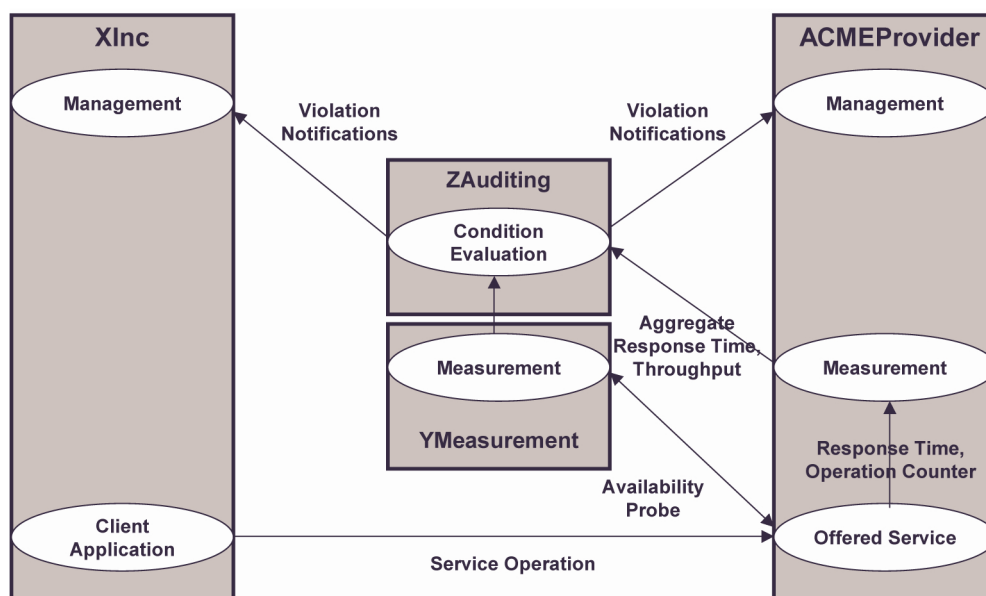 XInc
ACMEProvider
Management
Management
Violation
Notifications
Violation
Notifications
ZAuditing
Condition
Evaluation
Aggregate
Response Time,
Throughput
Measurement
Measurement
YMeasurement
Response Time,
Operation Counter
Availability
Probe
Client
Application
Offered Service
Service Operation